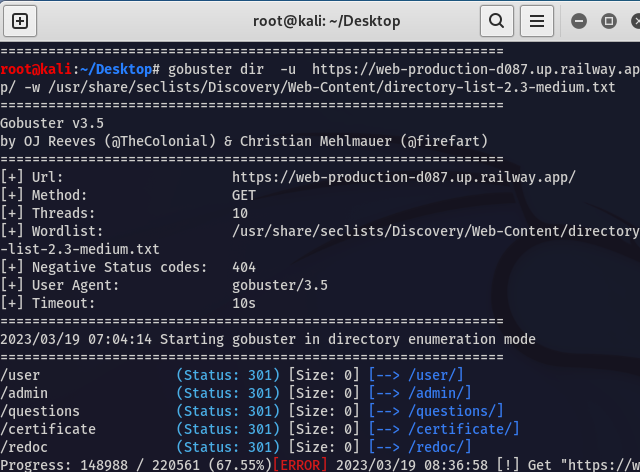 root@kali: ~/Desktop
===============================================================
root@kali:~/Desktop# gobuster dir  -u  https://web-production-d087.up.railway.ap
p/ -w /usr/share/seclists/Discovery/Web-Content/directory-list-2.3-medium.txt
===============================================================
Gobuster v3.5
by OJ Reeves (@TheColonial) & Christian Mehlmauer (@firefart)
===============================================================
[+] Url:                     https://web-production-d087.up.railway.app/
[+] Method:                  GET
[+] Threads:                 10
[+] Wordlist:                /usr/share/seclists/Discovery/Web-Content/directory
-list-2.3-medium.txt
[+] Negative Status codes:   404
[+] User Agent:              gobuster/3.5
[+] Timeout:                 10s
===============================================================
2023/03/19 07:04:14 Starting gobuster in directory enumeration mode
===============================================================
/user                (Status: 301) [Size: 0] [--> /user/]
/admin               (Status: 301) [Size: 0] [--> /admin/]
/questions           (Status: 301) [Size: 0] [--> /questions/]
/certificate         (Status: 301) [Size: 0] [--> /certificate/]
/redoc               (Status: 301) [Size: 0] [--> /redoc/]
Progress: 148988 / 220561 (67.55%)[ERROR] 2023/03/19 08:36:58 [!] Get "https://w